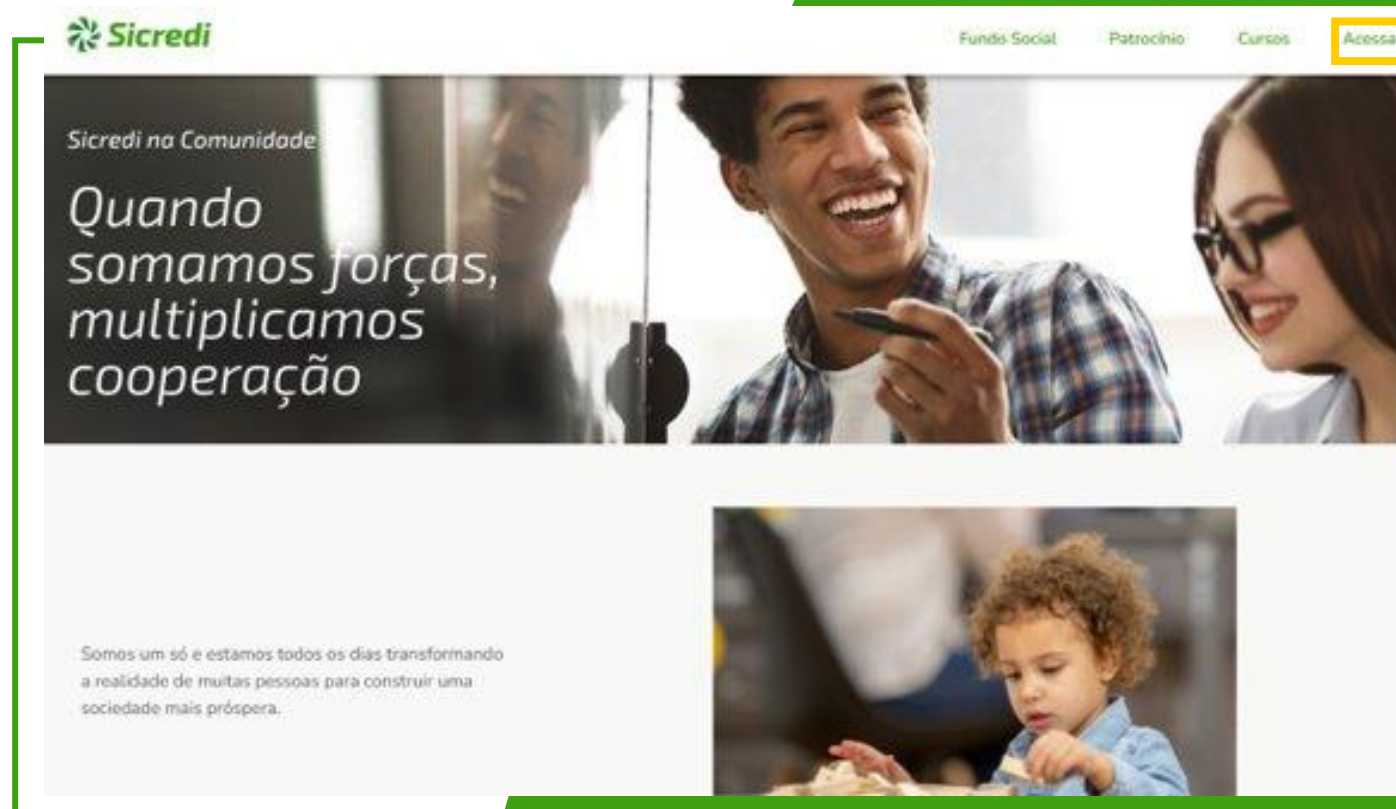 Sicredi
Fundo Social Patrocínio Cursos Acessa
Sicredi na Comunidade
Quando
somamos forças,
multiplicamos
cooperação
Somos um só e estamos todos os dias transformando
a realidade de muitas pessoas para construir uma
sociedade mais próspera.